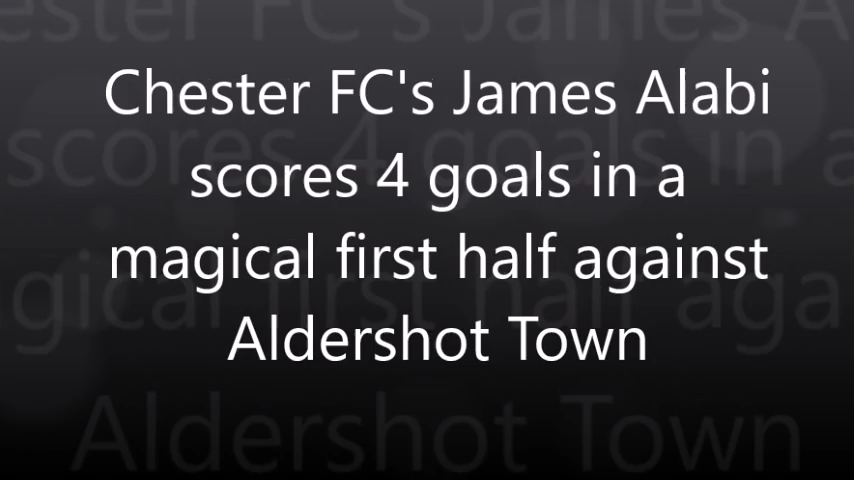 Chester FC's James Alabi
scores 4 goals in a
magical first half against
Aldershot Town